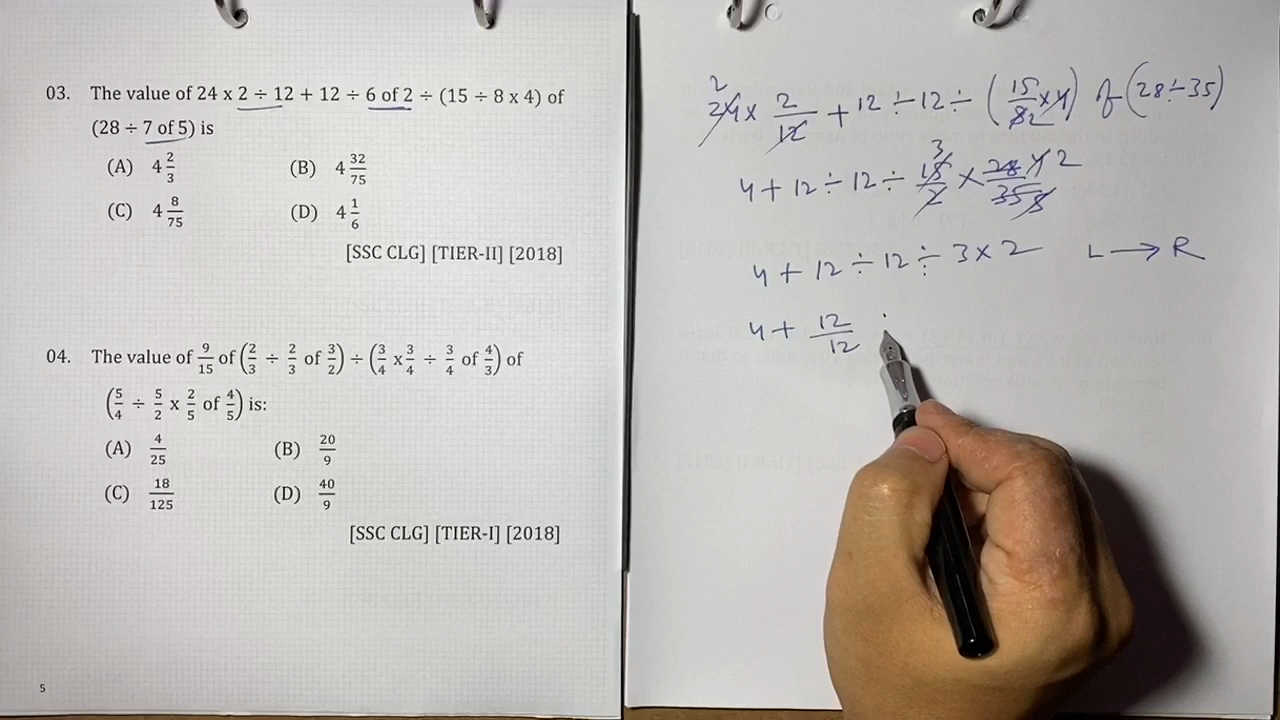 03. The value of 24 x 2 ÷ 12 + 12 ÷ 6 of 2 ÷ (15 ÷ 8 x 4) of
(28 ÷ 7 of 5) is
(A) 4 2/3 (B) 4 32/75
(C) 4 8/75 (D) 4 1/6
[SSC CLG] [TIER-II] [2018]
04. The value of 9/15 of (2/3 ÷ 2/3 of 3/2) ÷ (3/4 x 3/4 ÷ 3/4 of 4/3) of
(5/4 ÷ 5/2 x 2/5 of 4/5) is:
(A) 4/25 (B) 20/9
(C) 18/125 (D) 40/9
[SSC CLG] [TIER-I] [2018]
5
2
24 x 2/12 + 12 ÷ 12 ÷ (15/82 x 4) of (28 ÷ 35)
3
4 + 12 ÷ 12 ÷ 15/2 x 28 4 2/35 5
4 + 12 ÷ 12 ÷ 3 x 2 L → R
4 + 12/12